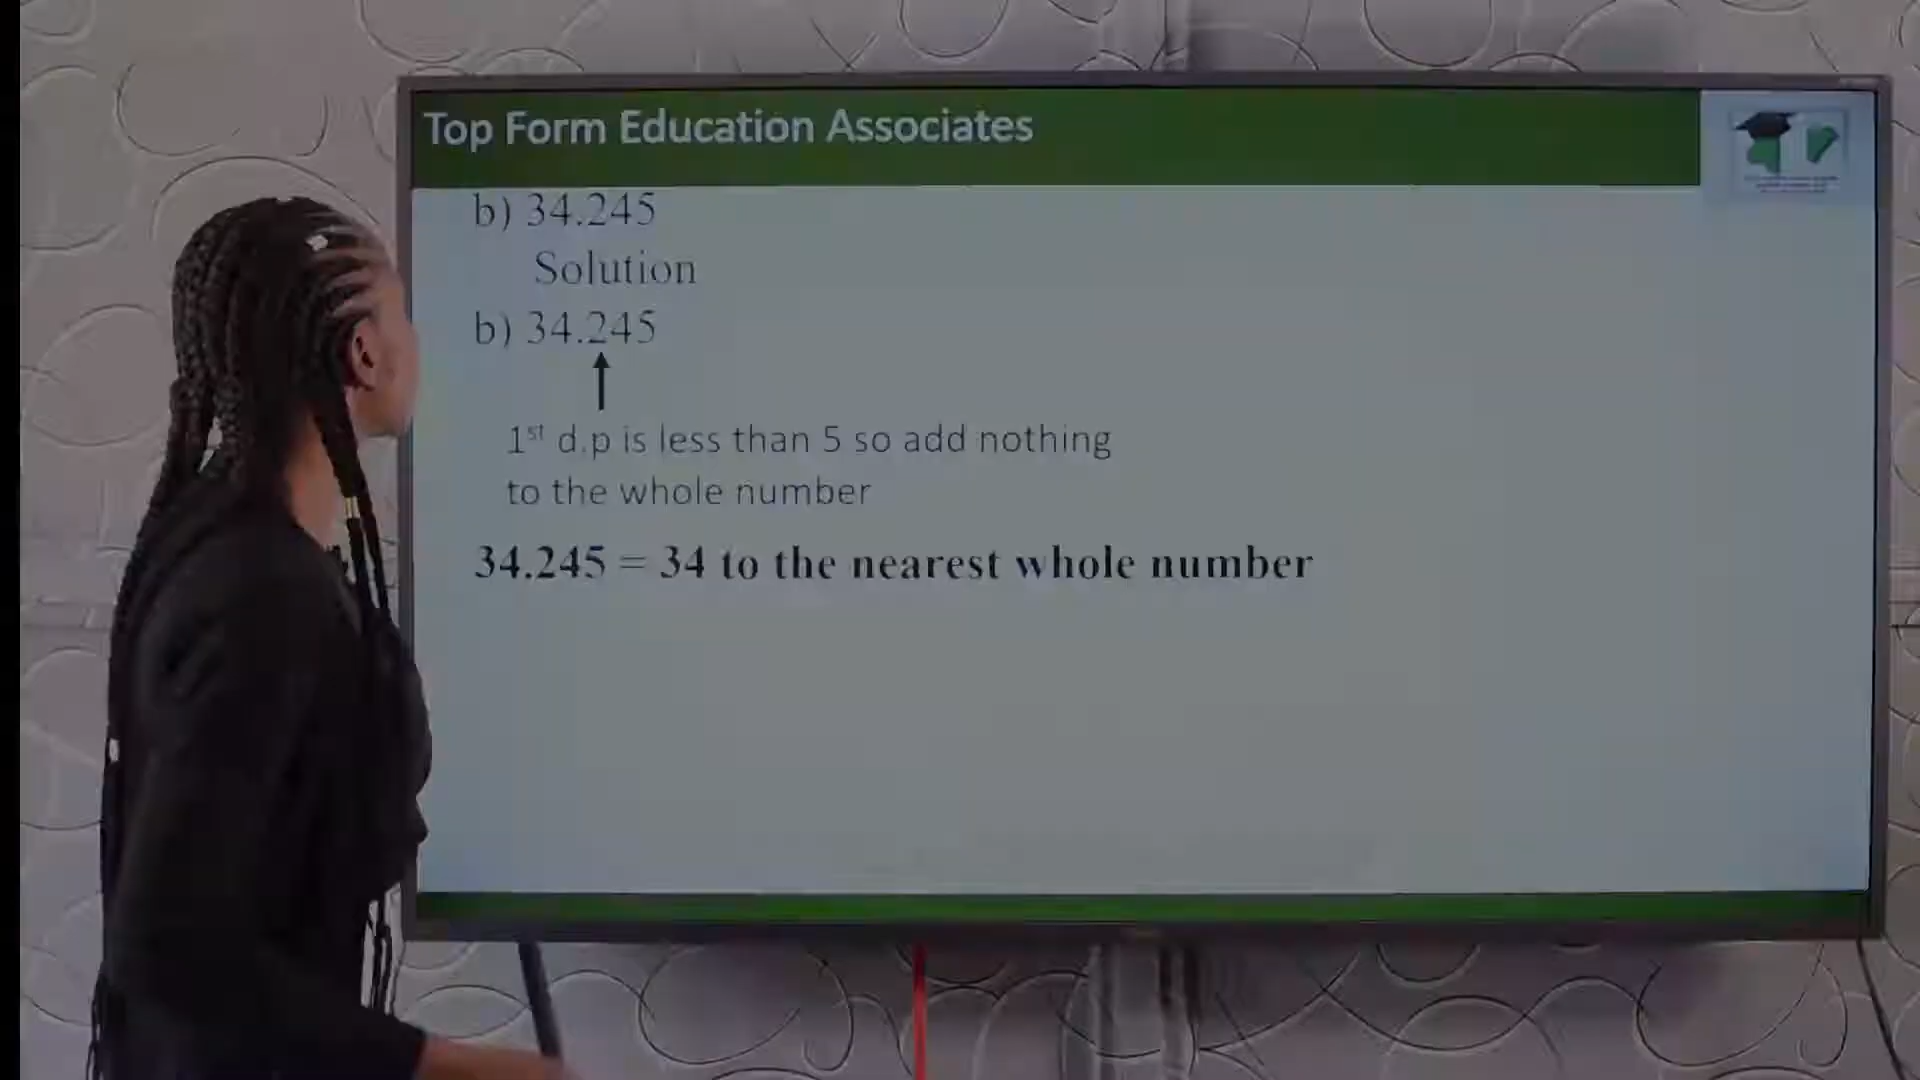 Top Form Education Associates
b) 34.245
Solution
b) 34.245
1st d.p is less than 5 so add nothing
to the whole number
34.245 = 34 to the nearest whole number